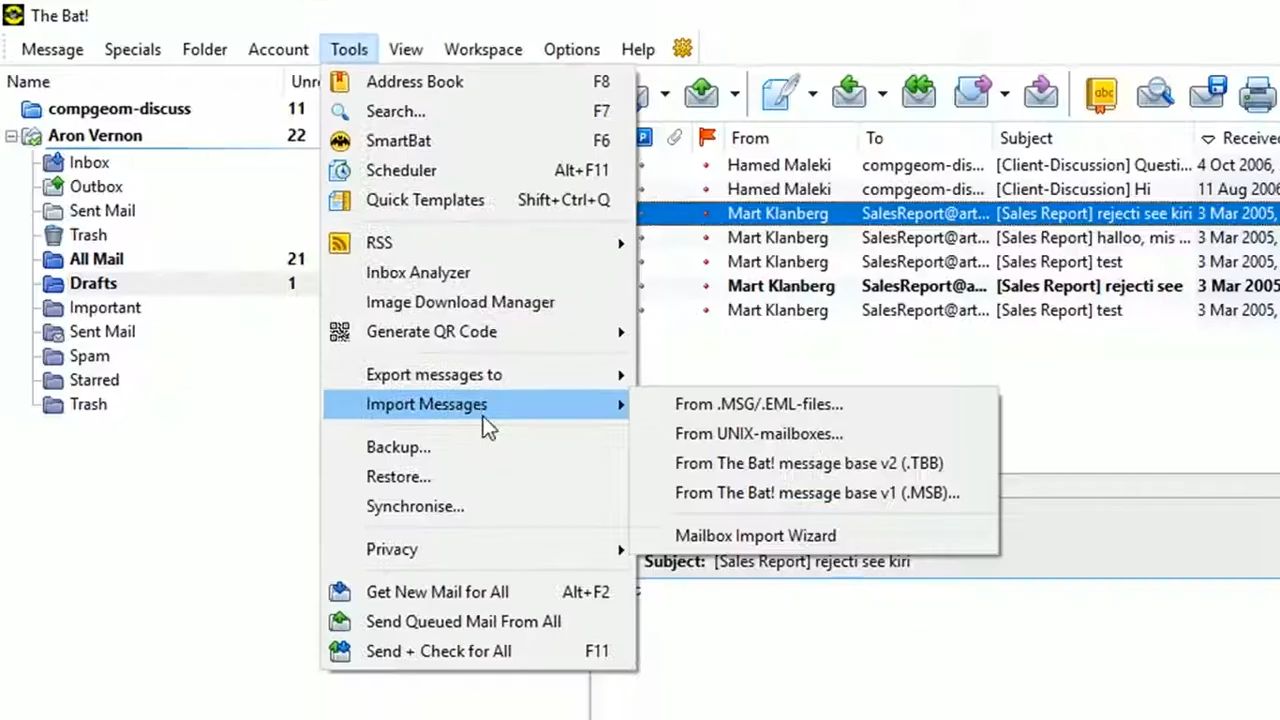 The Bat!
Message Specials Folder Account Tools View Workspace Options Help
Name
compgeom-discuss 11
Aron Vernon 22
Inbox
Outbox
Sent Mail
Trash
All Mail 21
Drafts 1
Important
Sent Mail
Spam
Starred
Trash
Address Book F8
Search... F7
SmartBat F6
Scheduler Alt+F11
Quick Templates Shift+Ctrl+Q
RSS
Inbox Analyzer
Image Download Manager
Generate QR Code
Export messages to
Import Messages
Backup...
Restore...
Synchronise...
Privacy
Get New Mail for All Alt+F2
Send Queued Mail From All
Send + Check for All F11
From .MSG/.EML-files...
From UNIX-mailboxes...
From The Bat! message base v2 (.TBB)
From The Bat! message base v1 (.MSB)...
Mailbox Import Wizard
abc
From To Subject Received
Hamed Maleki compgeom-dis... [Client-Discussion] Questi... 4 Oct 2006,
Hamed Maleki compgeom-dis... [Client-Discussion] Hi 11 Aug 2006
Mart Klanberg SalesReport@art... [Sales Report] rejecti see kiri 3 Mar 2005,
Mart Klanberg SalesReport@art... [Sales Report] halloo, mis ... 3 Mar 2005,
Mart Klanberg SalesReport@art... [Sales Report] test 3 Mar 2005,
Mart Klanberg SalesReport@a... [Sales Report] rejecti see 3 Mar 2005
Mart Klanberg SalesReport@art... [Sales Report] test 3 Mar 2005,
Subject: [Sales Report] rejecti see kiri